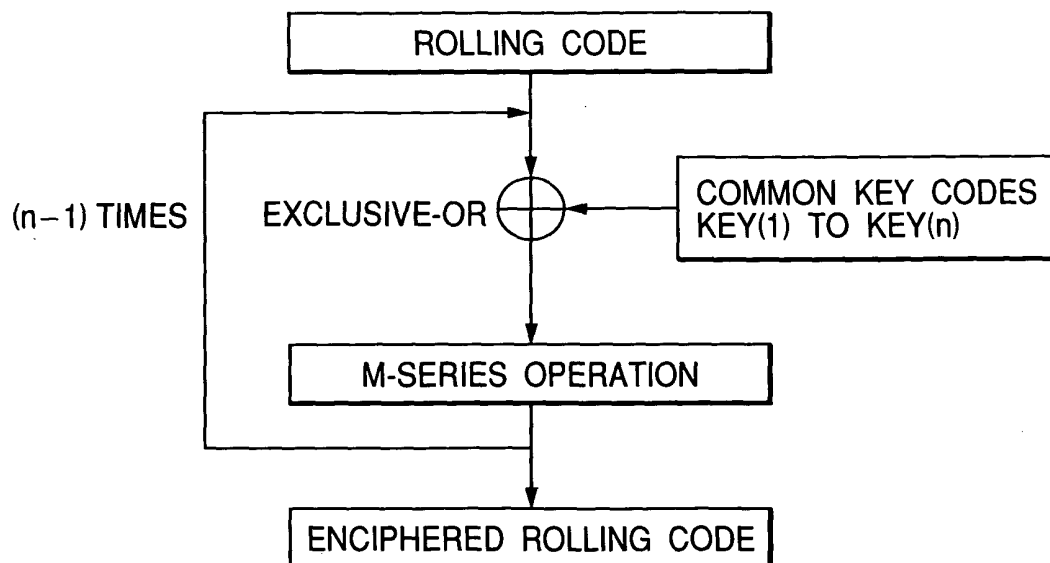 ROLLING CODE
(n−1) TIMES
EXCLUSIVE-OR
COMMON KEY CODES
KEY(1) TO KEY(n)
M-SERIES OPERATION
ENCIPHERED ROLLING CODE